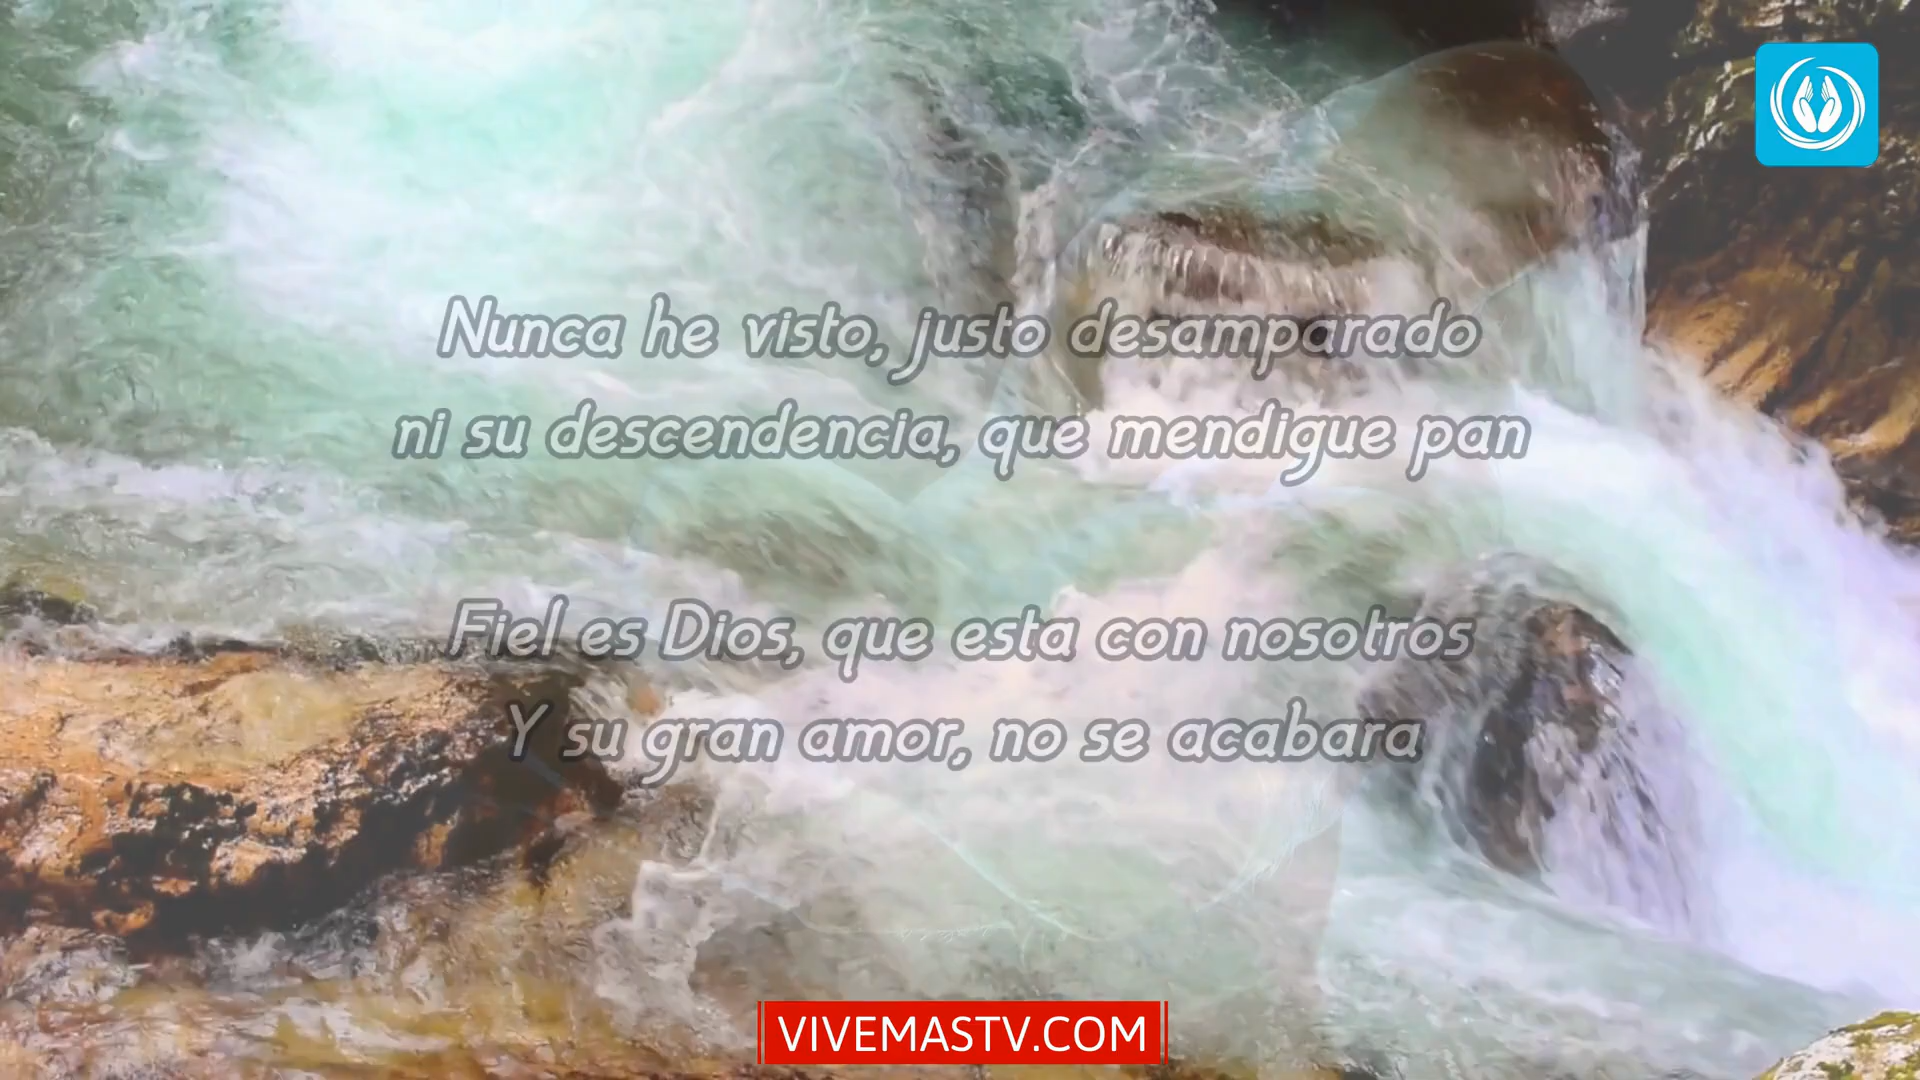 Nunca he visto, justo desamparado
ni su descendencia, que mendigue pan
Fiel es Dios, que esta con nosotros
Y su gran amor, no se acabara
VIVEMASTV.COM